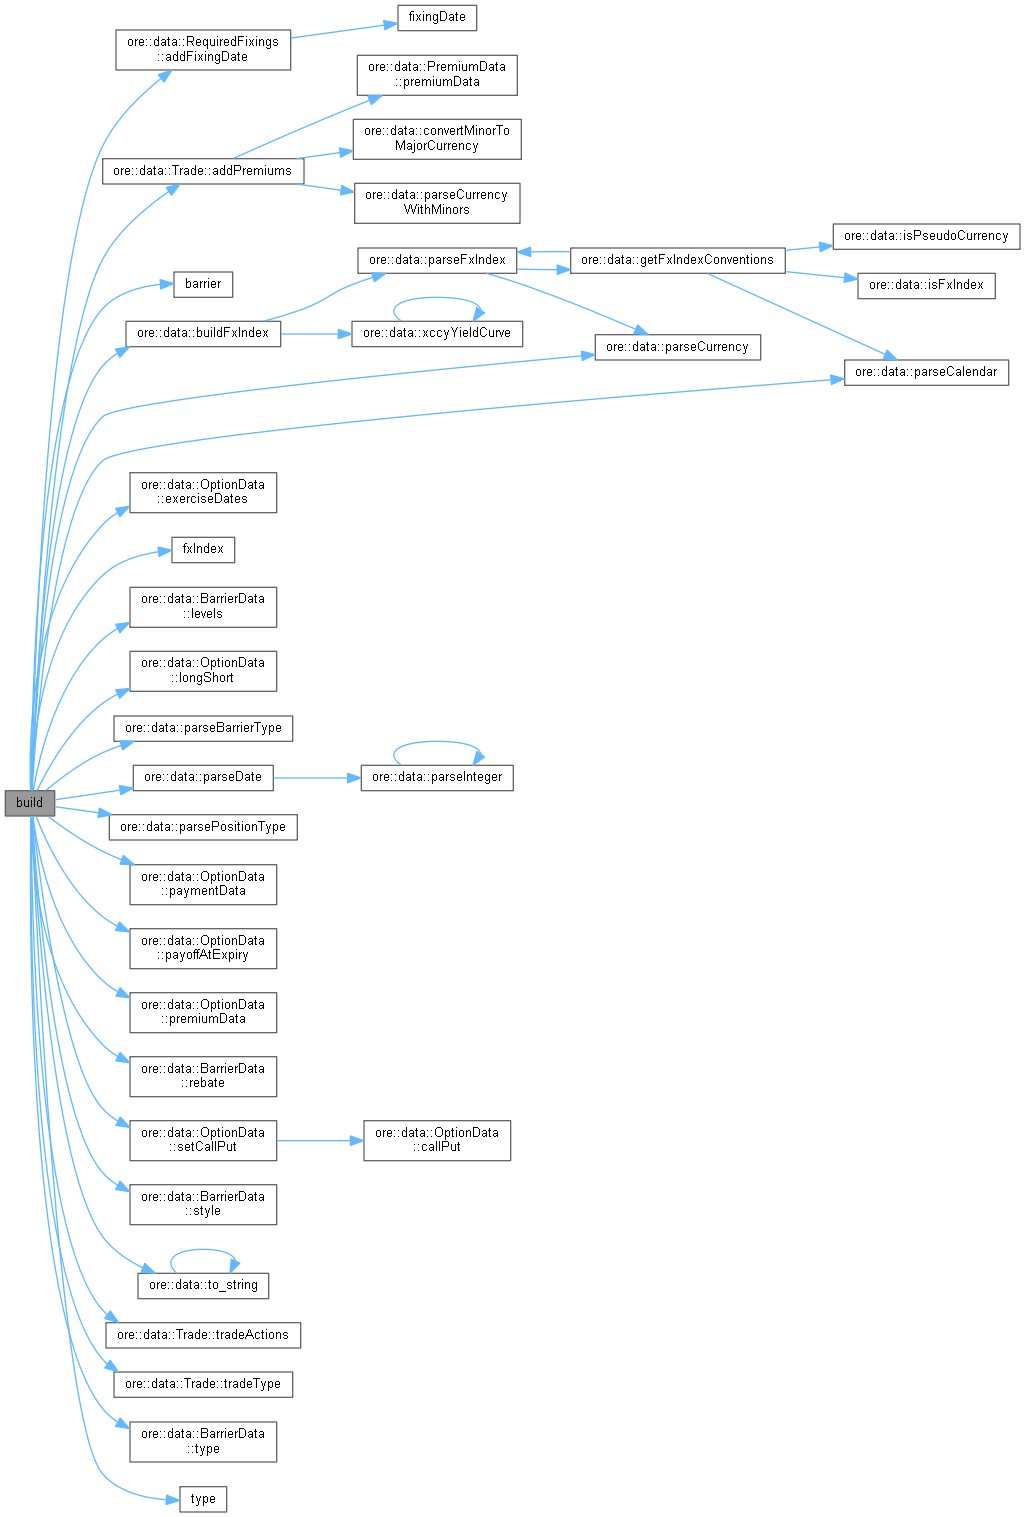 fixingDate
ore::data::RequiredFixings
::addFixingDate
ore::data::PremiumData
::premiumData
ore::data::convertMinorTo
MajorCurrency
ore::data::Trade::addPremiums
ore::data::parseCurrency
WithMinors
ore::data::isPseudoCurrency
ore::data::parseFxIndex
ore::data::getFxIndexConventions
barrier
ore::data::isFxIndex
ore::data::buildFxIndex
ore::data::xccyYieldCurve
ore::data::parseCurrency
ore::data::parseCalendar
ore::data::OptionData
::exerciseDates
fxIndex
ore::data::BarrierData
::levels
ore::data::OptionData
::longShort
ore::data::parseBarrierType
ore::data::parseDate
ore::data::parseInteger
build
ore::data::parsePositionType
ore::data::OptionData
::paymentData
ore::data::OptionData
::payoffAtExpiry
ore::data::OptionData
::premiumData
ore::data::BarrierData
::rebate
ore::data::OptionData
::setCallPut
ore::data::OptionData
::callPut
ore::data::BarrierData
::style
ore::data::to_string
ore::data::Trade::tradeActions
ore::data::Trade::tradeType
ore::data::BarrierData
::type
type